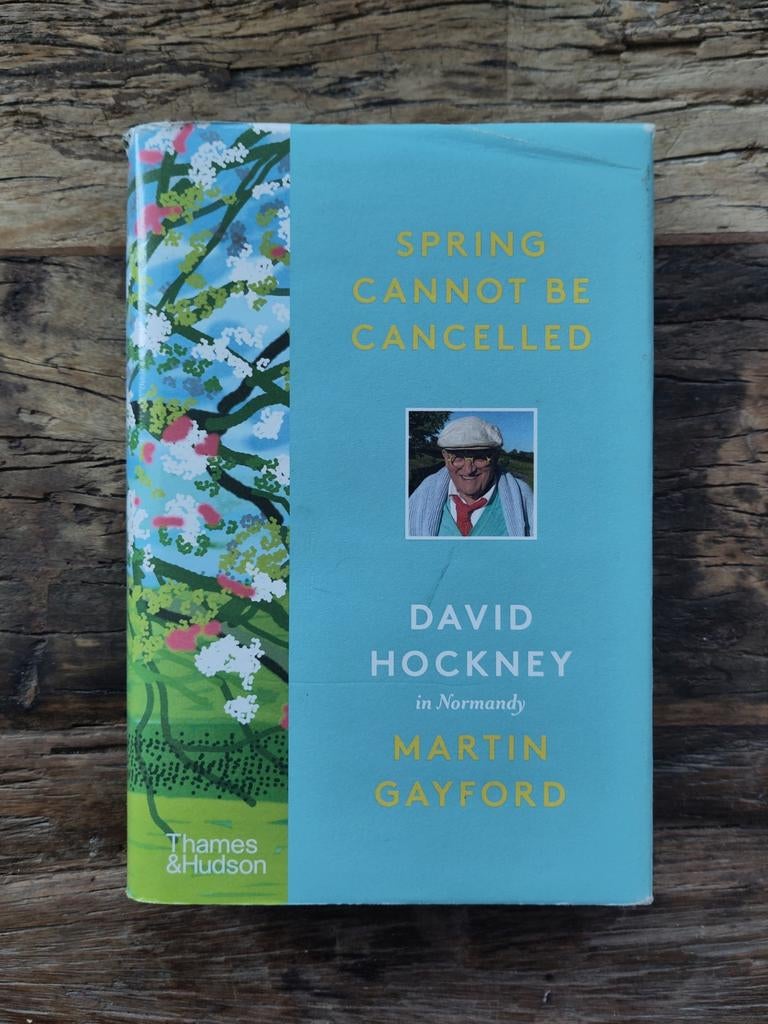 SPRING
CANNOT BE
CANCELLED
DAVID
HOCKNEY
in Normandy
MARTIN
GAYFORD
Thames
&Hudson